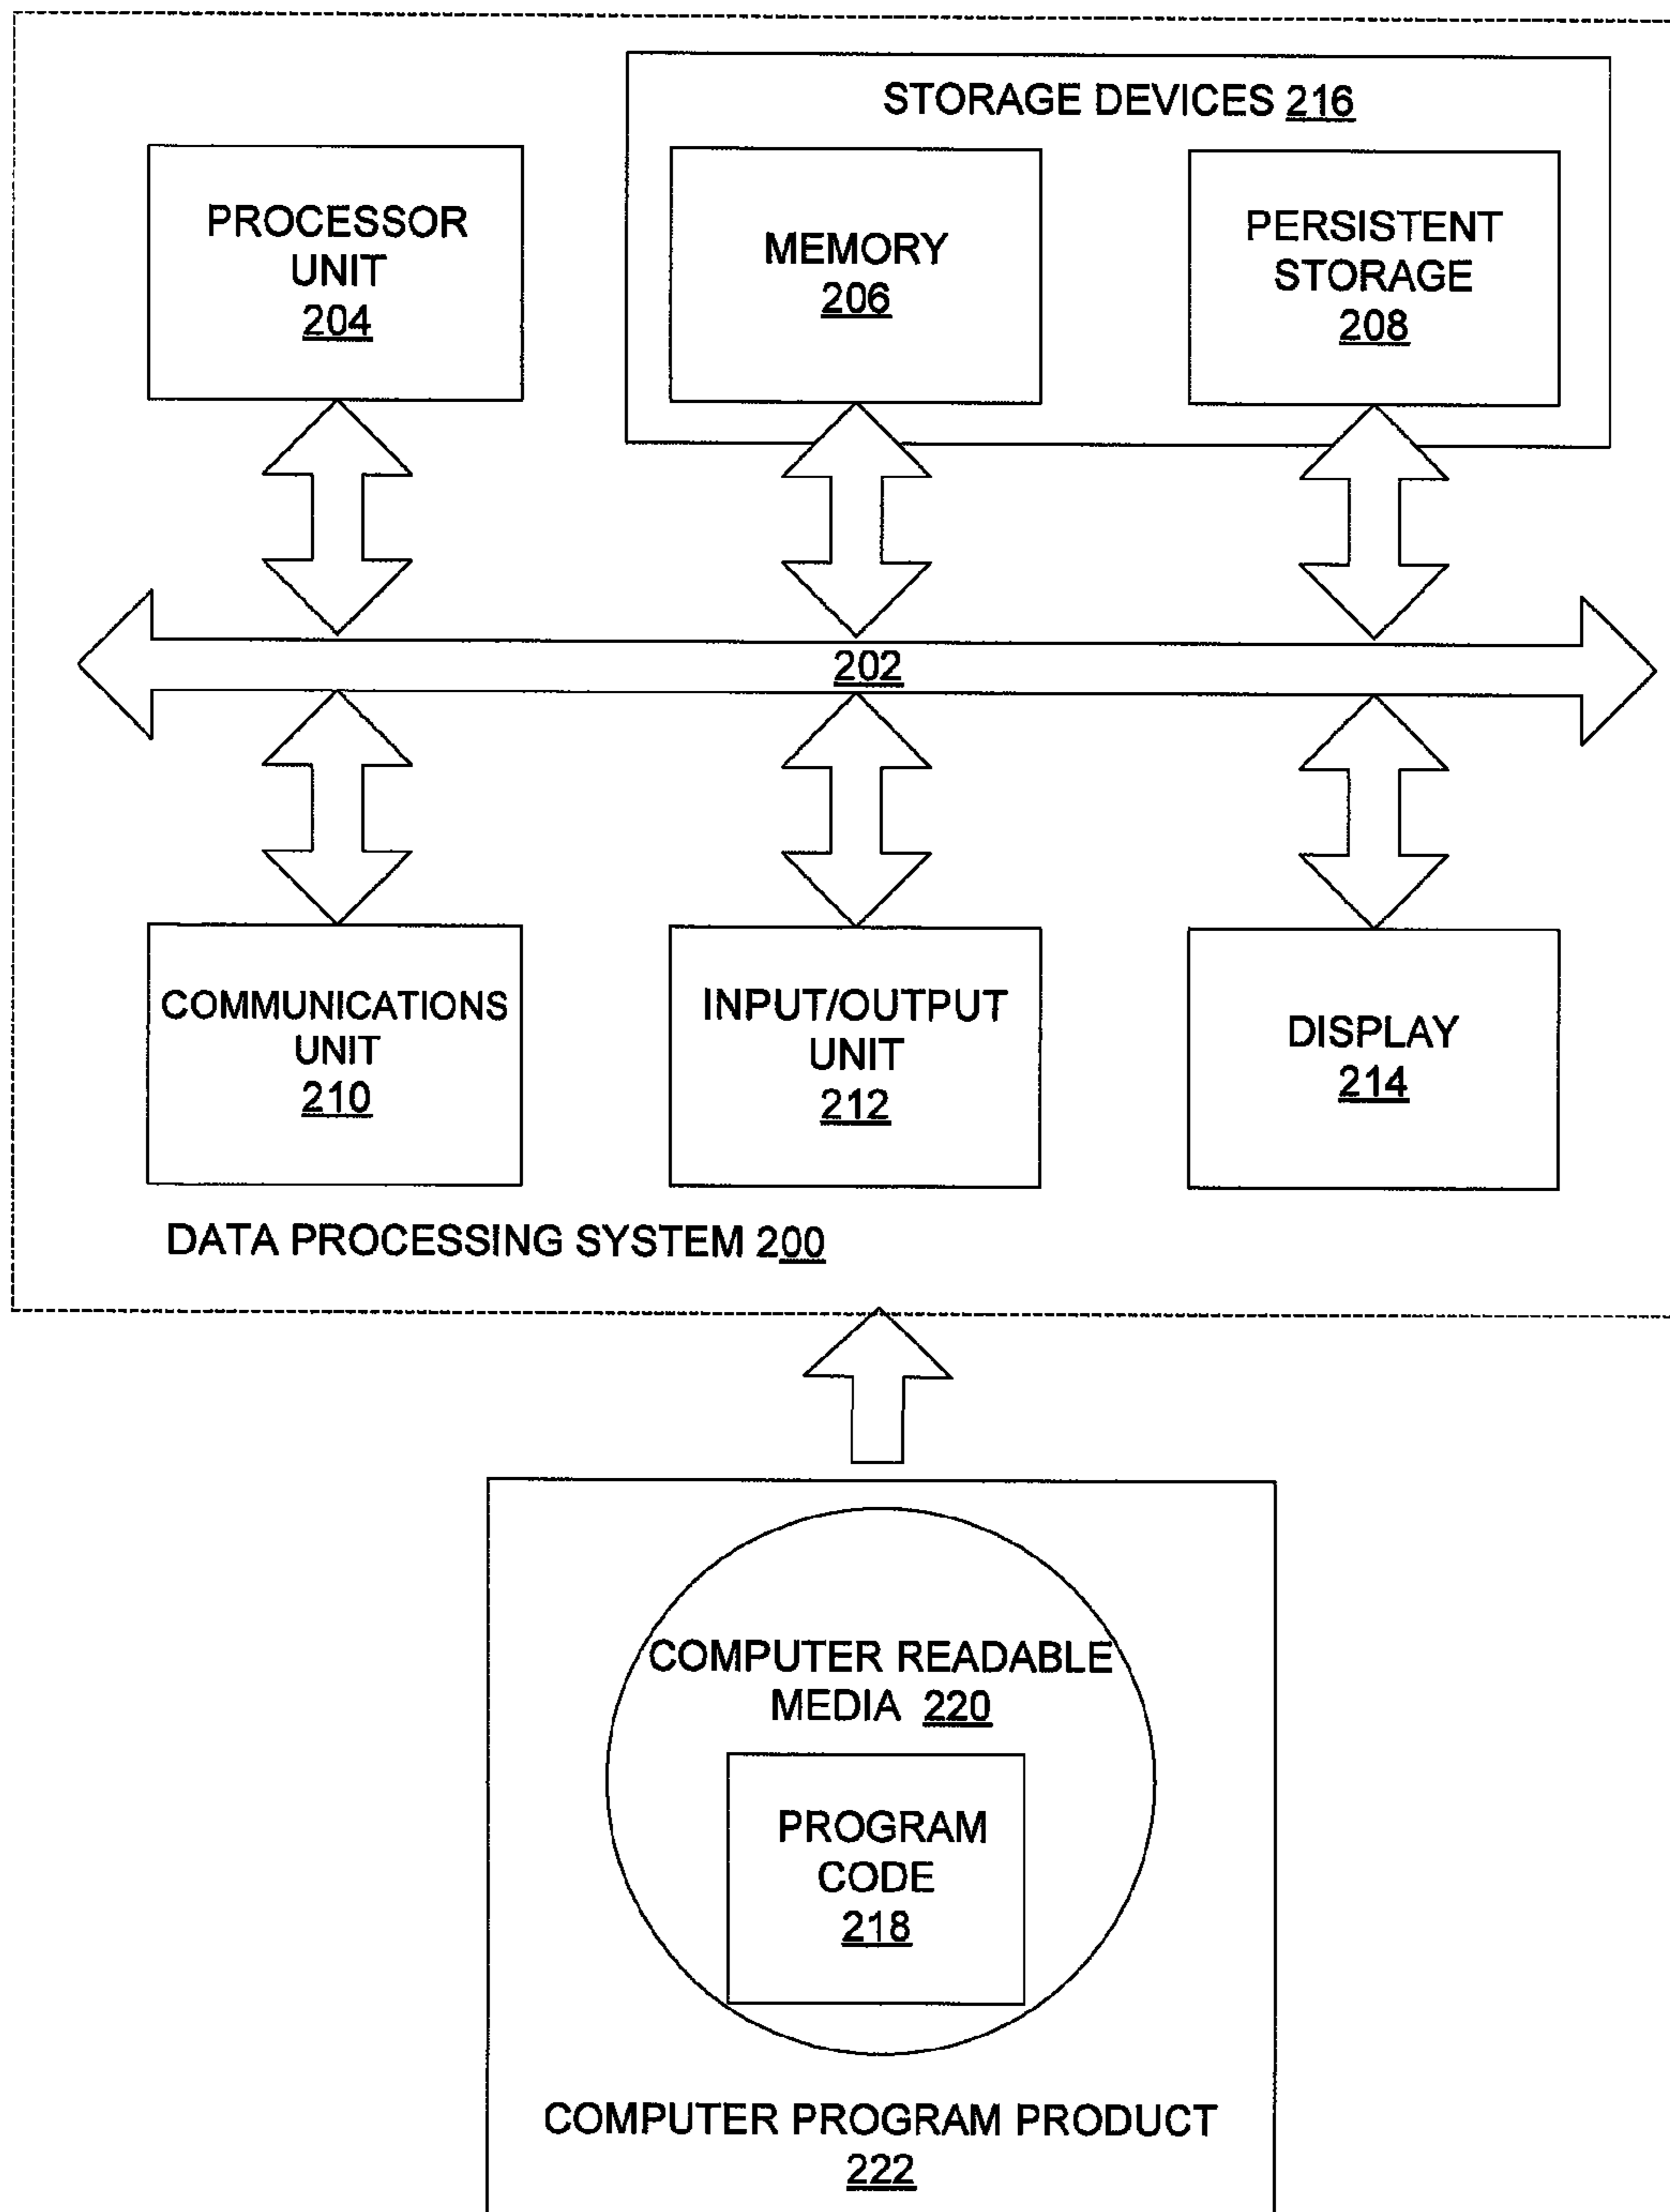 STORAGE DEVICES 216
PROCESSOR
UNIT
204
MEMORY
206
PERSISTENT
STORAGE
208
202
COMMUNICATIONS
UNIT
210
INPUT/OUTPUT
UNIT
212
DISPLAY
214
DATA PROCESSING SYSTEM 200
COMPUTER READABLE
MEDIA 220
PROGRAM
CODE
218
COMPUTER PROGRAM PRODUCT
222